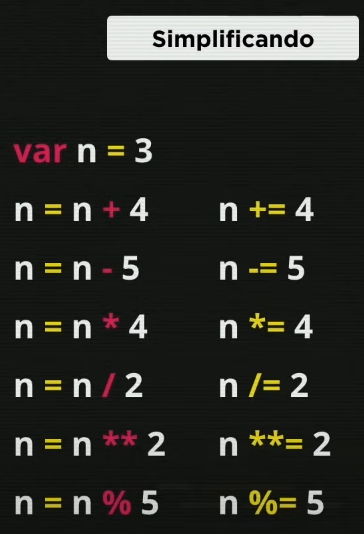 Simplificando
var n = 3
n = n + 4 n += 4
n = n - 5 n -= 5
n = n * 4 n *= 4
n = n / 2 n /= 2
n = n ** 2 n **= 2
n = n % 5 n %= 5